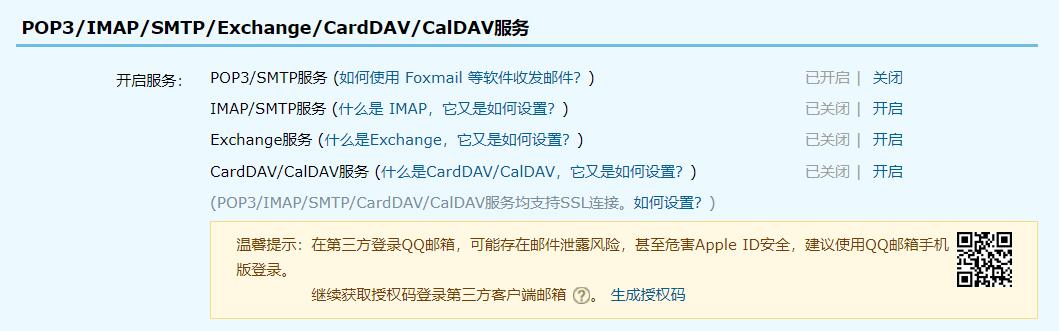 POP3/IMAP/SMTP/Exchange/CardDAV/CalDAV服务
开启服务： POP3/SMTP服务 (如何使用 Foxmail 等软件收发邮件？) 已开启 | 关闭
IMAP/SMTP服务 (什么是 IMAP，它又是如何设置？) 已关闭 | 开启
Exchange服务 (什么是Exchange，它又是如何设置？) 已关闭 | 开启
CardDAV/CalDAV服务 (什么是CardDAV/CalDAV，它又是如何设置？) 已关闭 | 开启
(POP3/IMAP/SMTP/CardDAV/CalDAV服务均支持SSL连接。如何设置？)
温馨提示：在第三方登录QQ邮箱，可能存在邮件泄露风险，甚至危害Apple ID安全，建议使用QQ邮箱手机
版登录。
继续获取授权码登录第三方客户端邮箱 ?。 生成授权码